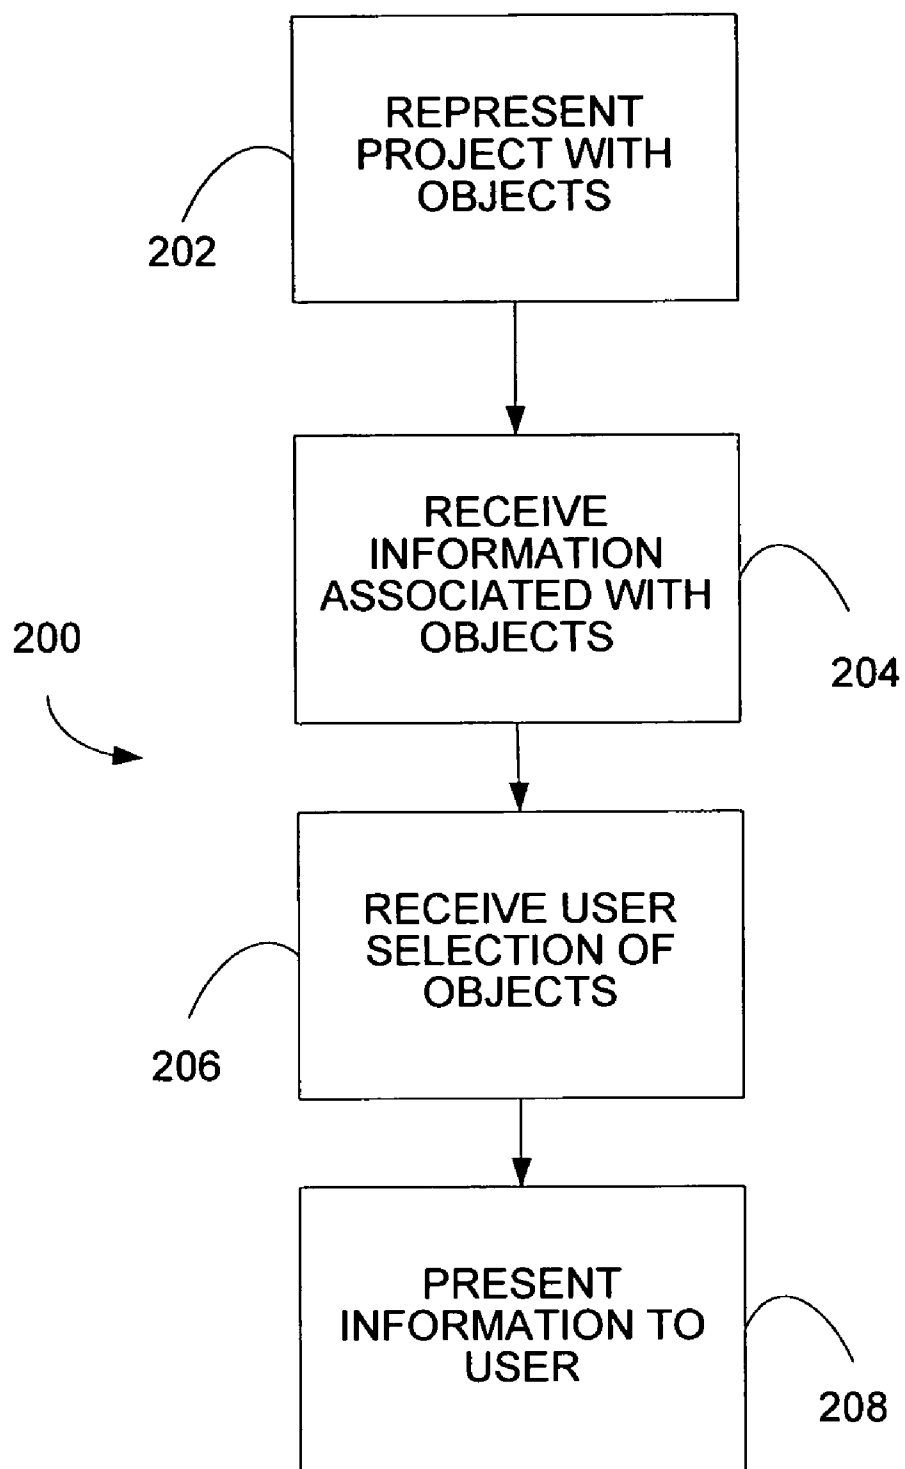 REPRESENT
PROJECT WITH
OBJECTS
202
RECEIVE
INFORMATION
ASSOCIATED WITH
OBJECTS
204
200
RECEIVE USER
SELECTION OF
OBJECTS
206
PRESENT
INFORMATION TO
USER
208